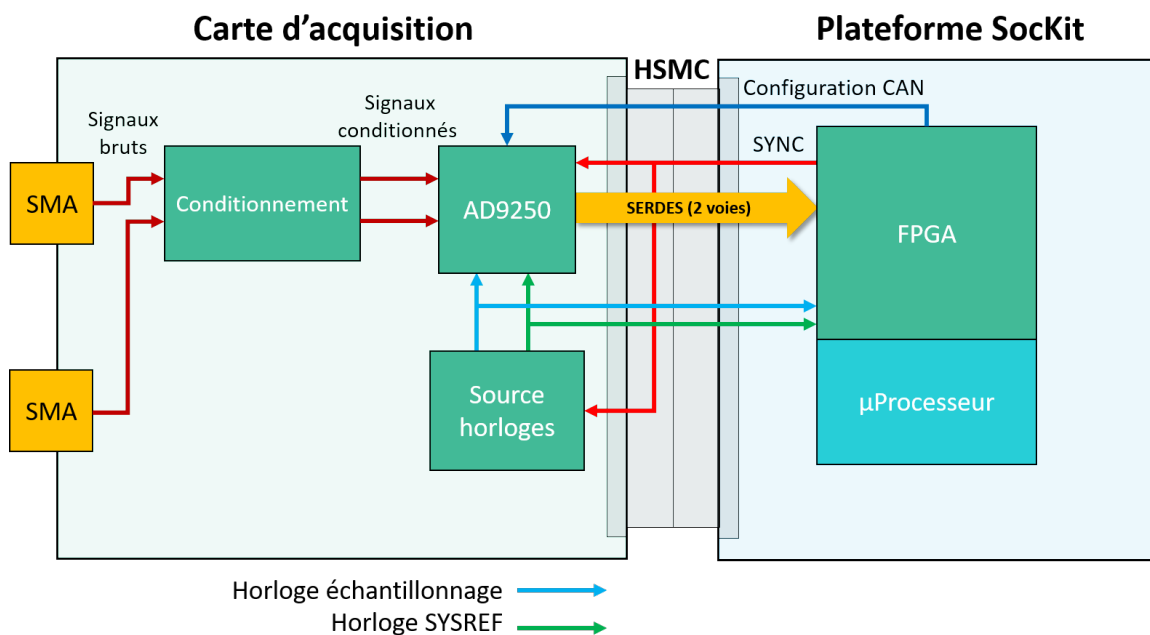 Carte d'acquisition
Plateforme SocKit
HSMC
Configuration CAN
Signaux
bruts
Signaux
conditionnés
SYNC
SMA
Conditionnement
AD9250
SERDES (2 voies)
FPGA
SMA
Source
horloges
µProcesseur
Horloge échantillonnage
Horloge SYSREF